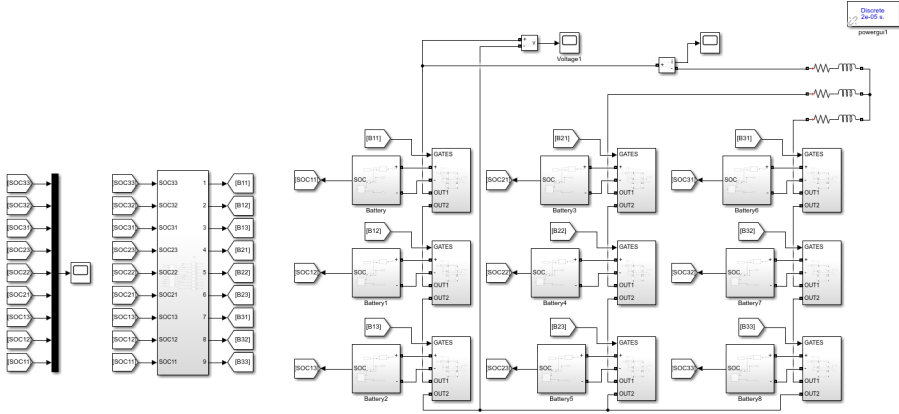 Discrete
2e-05 s.
powergui1
Voltage1
[SOC33]
[SOC32]
[SOC31]
[SOC23]
[SOC22]
[SOC21]
[SOC13]
[SOC12]
[SOC11]
[SOC33] SOC33 1 [B11]
[SOC32] SOC32 2 [B12]
[SOC31] SOC31 3 [B13]
[SOC23] SOC23 4 [B21]
[SOC22] SOC22 5 [B22]
[SOC21] SOC21 6 [B23]
[SOC13] SOC13 7 [B31]
[SOC12] SOC12 8 [B32]
[SOC11] SOC11 9 [B33]
[B11]
[SOC11] SOC + -
Battery
GATES
+
-
OUT1
OUT2
[B21]
[SOC21] SOC + -
Battery3
GATES
+
-
OUT1
OUT2
[B31]
[SOC31] SOC + -
Battery6
GATES
+
-
OUT1
OUT2
[B12]
[SOC12] SOC + -
Battery1
GATES
+
-
OUT1
OUT2
[B22]
[SOC22] SOC + -
Battery4
GATES
+
-
OUT1
OUT2
[B32]
[SOC32] SOC + -
Battery7
GATES
+
-
OUT1
OUT2
[B13]
[SOC13] SOC + -
Battery2
GATES
+
-
OUT1
OUT2
[B23]
[SOC23] SOC + -
Battery5
GATES
+
-
OUT1
OUT2
[B33]
[SOC33] SOC + -
Battery8
GATES
+
-
OUT1
OUT2